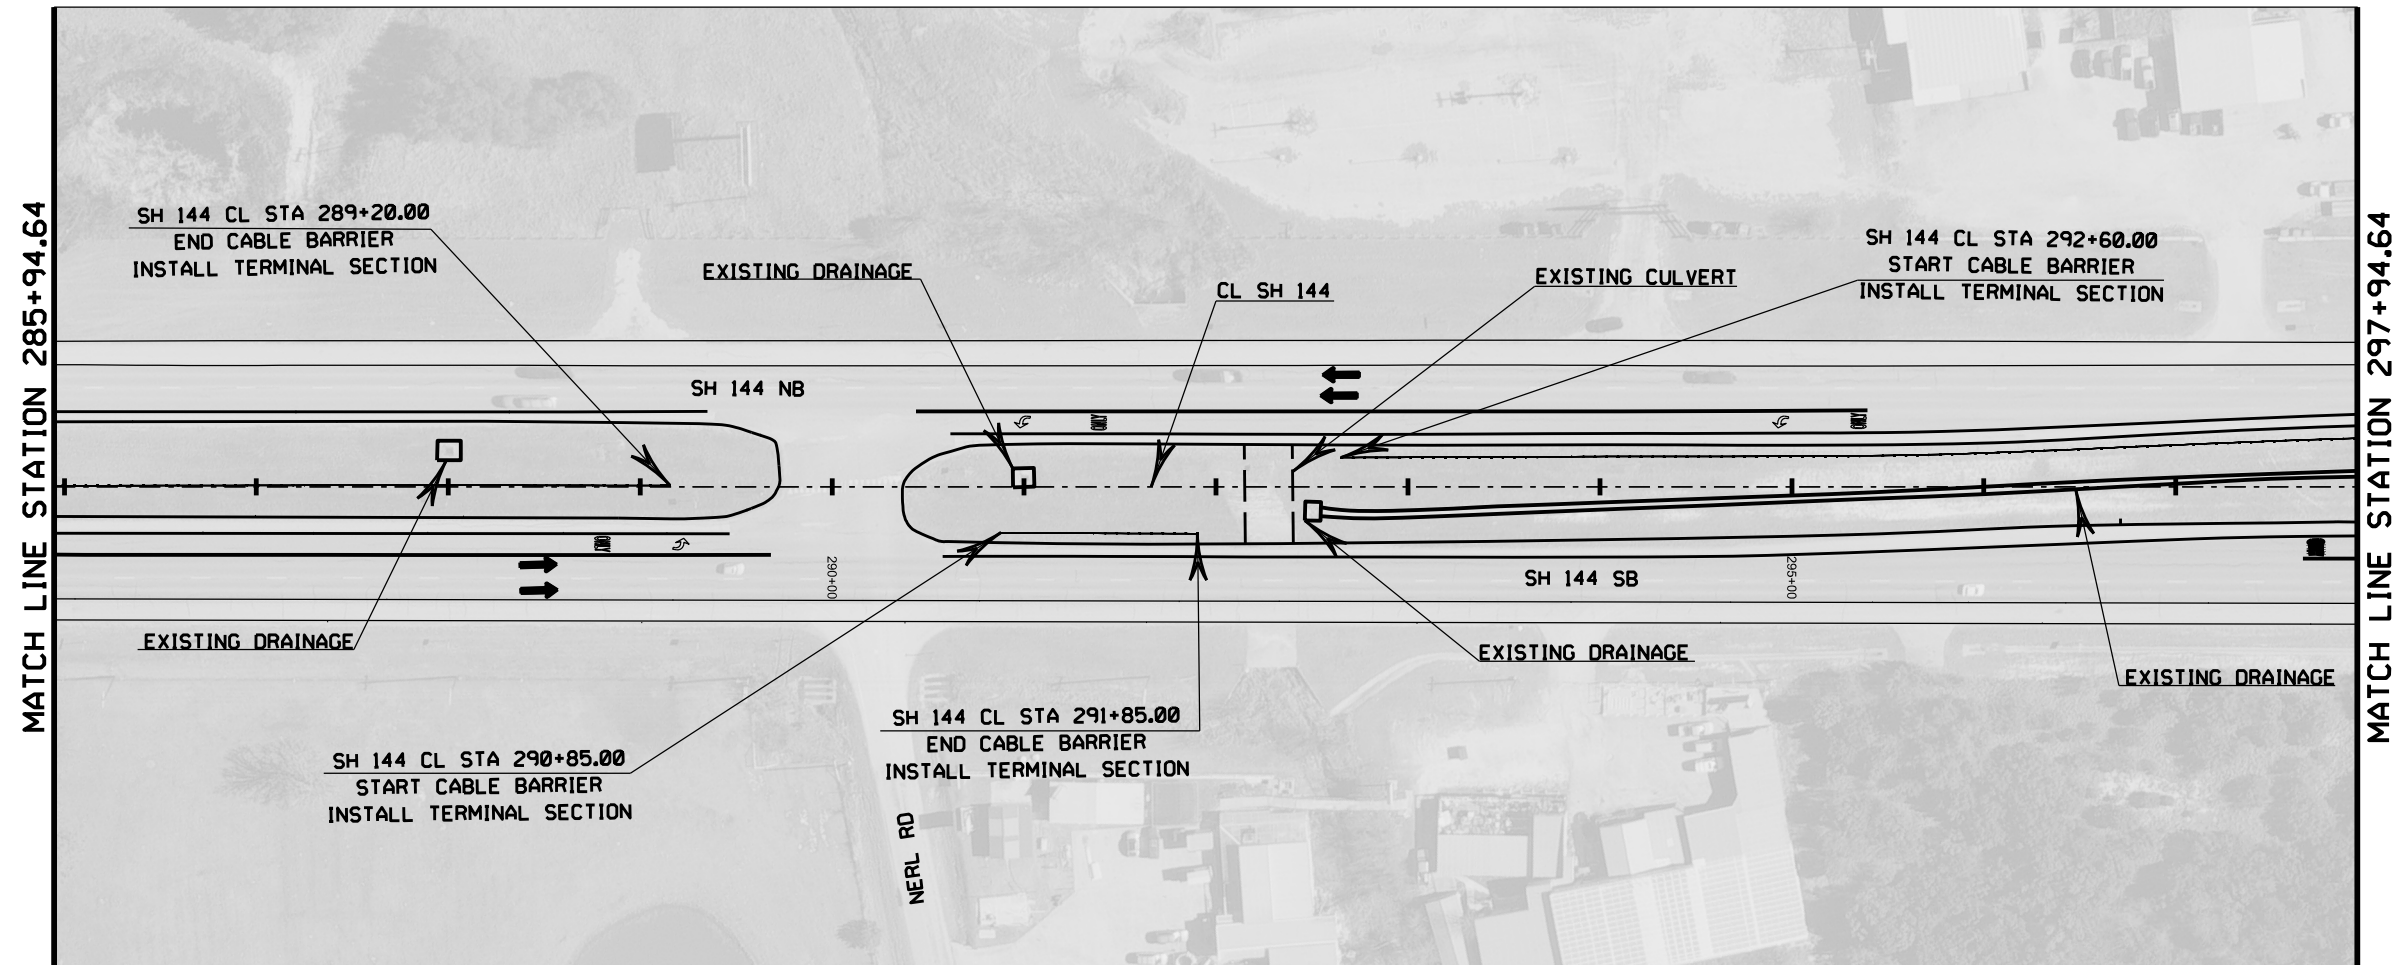 MATCH LINE STATION 285+94.64
SH 144 CL STA 289+20.00
END CABLE BARRIER
INSTALL TERMINAL SECTION
EXISTING DRAINAGE
CL SH 144
EXISTING CULVERT
SH 144 CL STA 292+60.00
START CABLE BARRIER
INSTALL TERMINAL SECTION
MATCH LINE STATION 297+94.64
SH 144 NB
ONLY
ONLY
ONLY
290+00
295+00
SH 144 SB
EXISTING DRAINAGE
EXISTING DRAINAGE
EXISTING DRAINAGE
SH 144 CL STA 290+85.00
START CABLE BARRIER
INSTALL TERMINAL SECTION
SH 144 CL STA 291+85.00
END CABLE BARRIER
INSTALL TERMINAL SECTION
NERL RD